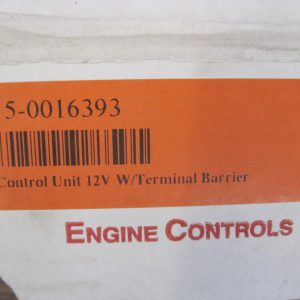 5-0016393
Control Unit 12V W/Terminal Barrier
ENGINE CONTROLS